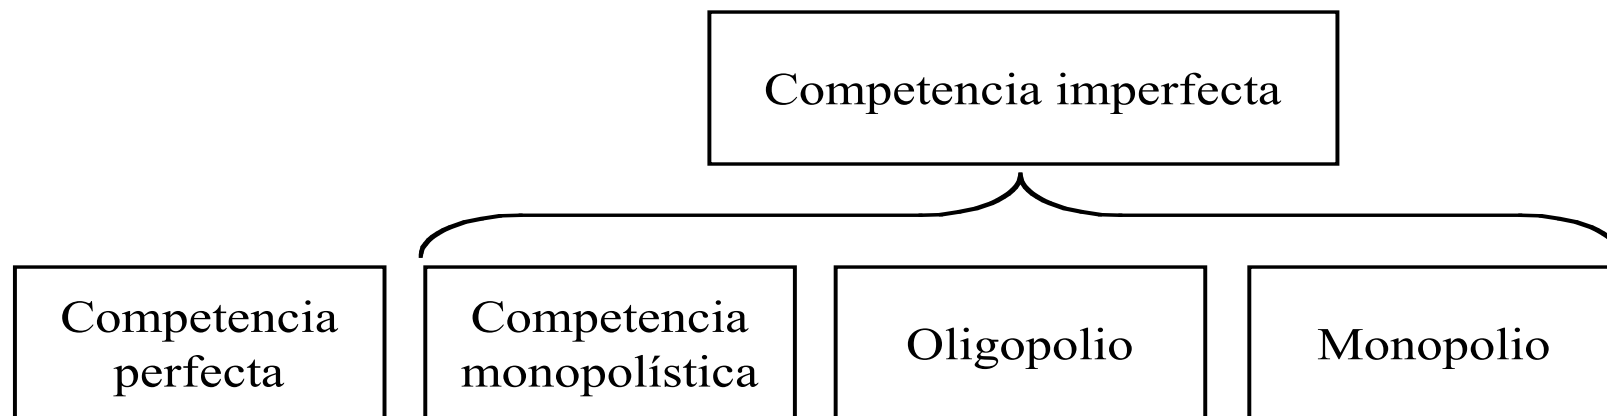 Competencia imperfecta
Competencia
perfecta
Competencia
monopolística
Oligopolio
Monopolio